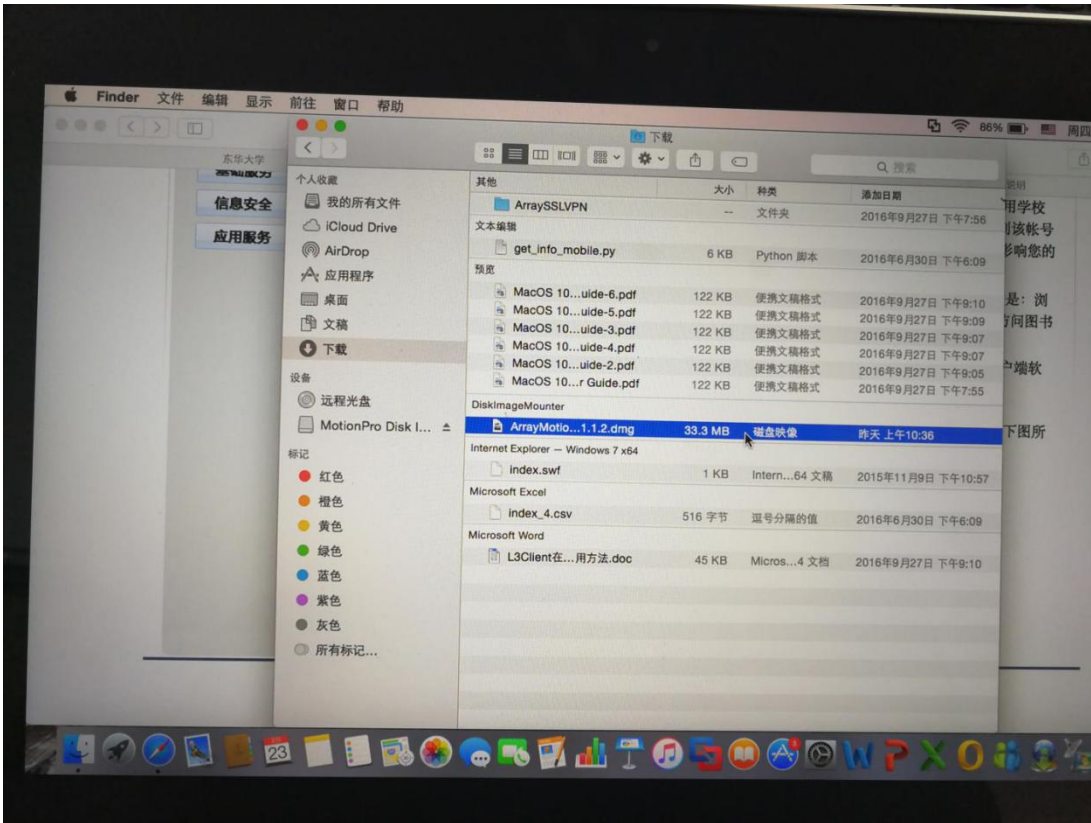 Finder 文件 编辑 显示 前往 窗口 帮助
86% 周四
下载
搜索
东华大学
基础服务
信息安全
应用服务
个人收藏
我的所有文件
iCloud Drive
AirDrop
应用程序
桌面
文稿
下载
设备
远程光盘
MotionPro Disk I...
标记
红色
橙色
黄色
绿色
蓝色
紫色
灰色
所有标记...
其他 大小 种类 添加日期
ArraySSLVPN -- 文件夹 2016年9月27日 下午7:56
文本编辑
get_info_mobile.py 6 KB Python 脚本 2016年6月30日 下午6:09
预览
MacOS 10...uide-6.pdf 122 KB 便携文稿格式 2016年9月27日 下午9:10
MacOS 10...uide-5.pdf 122 KB 便携文稿格式 2016年9月27日 下午9:09
MacOS 10...uide-3.pdf 122 KB 便携文稿格式 2016年9月27日 下午9:07
MacOS 10...uide-4.pdf 122 KB 便携文稿格式 2016年9月27日 下午9:07
MacOS 10...uide-2.pdf 122 KB 便携文稿格式 2016年9月27日 下午9:05
MacOS 10...r Guide.pdf 122 KB 便携文稿格式 2016年9月27日 下午7:55
DiskImageMounter
ArrayMotio...1.1.2.dmg 33.3 MB 磁盘映像 昨天 上午10:36
Internet Explorer — Windows 7 x64
index.swf 1 KB Intern...64 文稿 2015年11月9日 下午10:57
Microsoft Excel
index_4.csv 516 字节 逗号分隔的值 2016年6月30日 下午6:09
Microsoft Word
L3Client在...用方法.doc 45 KB Micros...4 文档 2016年9月27日 下午9:10
说明
用学校
该帐号
影响您的
是：浏
方问图书
户端软
下图所
23